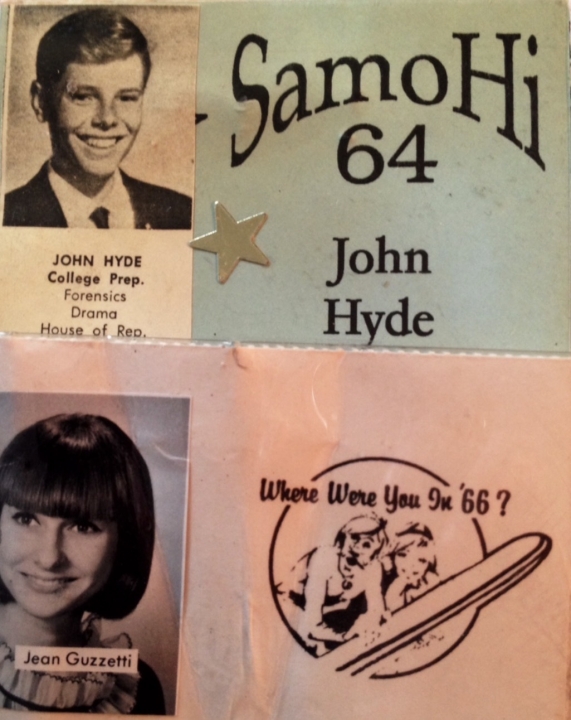 SamoHi
64
John
Hyde
JOHN HYDE
College Prep.
Forensics
Drama
House of Rep.
Where Were You In '66?
Jean Guzzetti